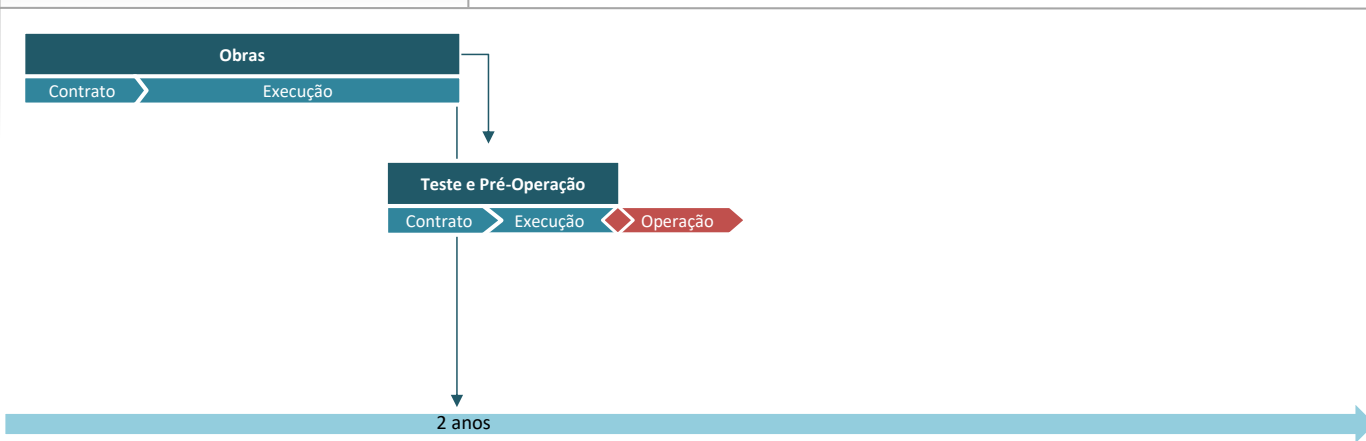 Obras
Contrato Execução
Teste e Pré-Operação
Contrato Execução Operação
2 anos